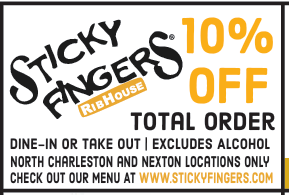 STICKY
FINGERS®
RIBHOUSE
10%
OFF
TOTAL ORDER
DINE-IN OR TAKE OUT | EXCLUDES ALCOHOL
NORTH CHARLESTON AND NEXTON LOCATIONS ONLY
CHECK OUT OUR MENU AT WWW.STICKYFINGERS.COM